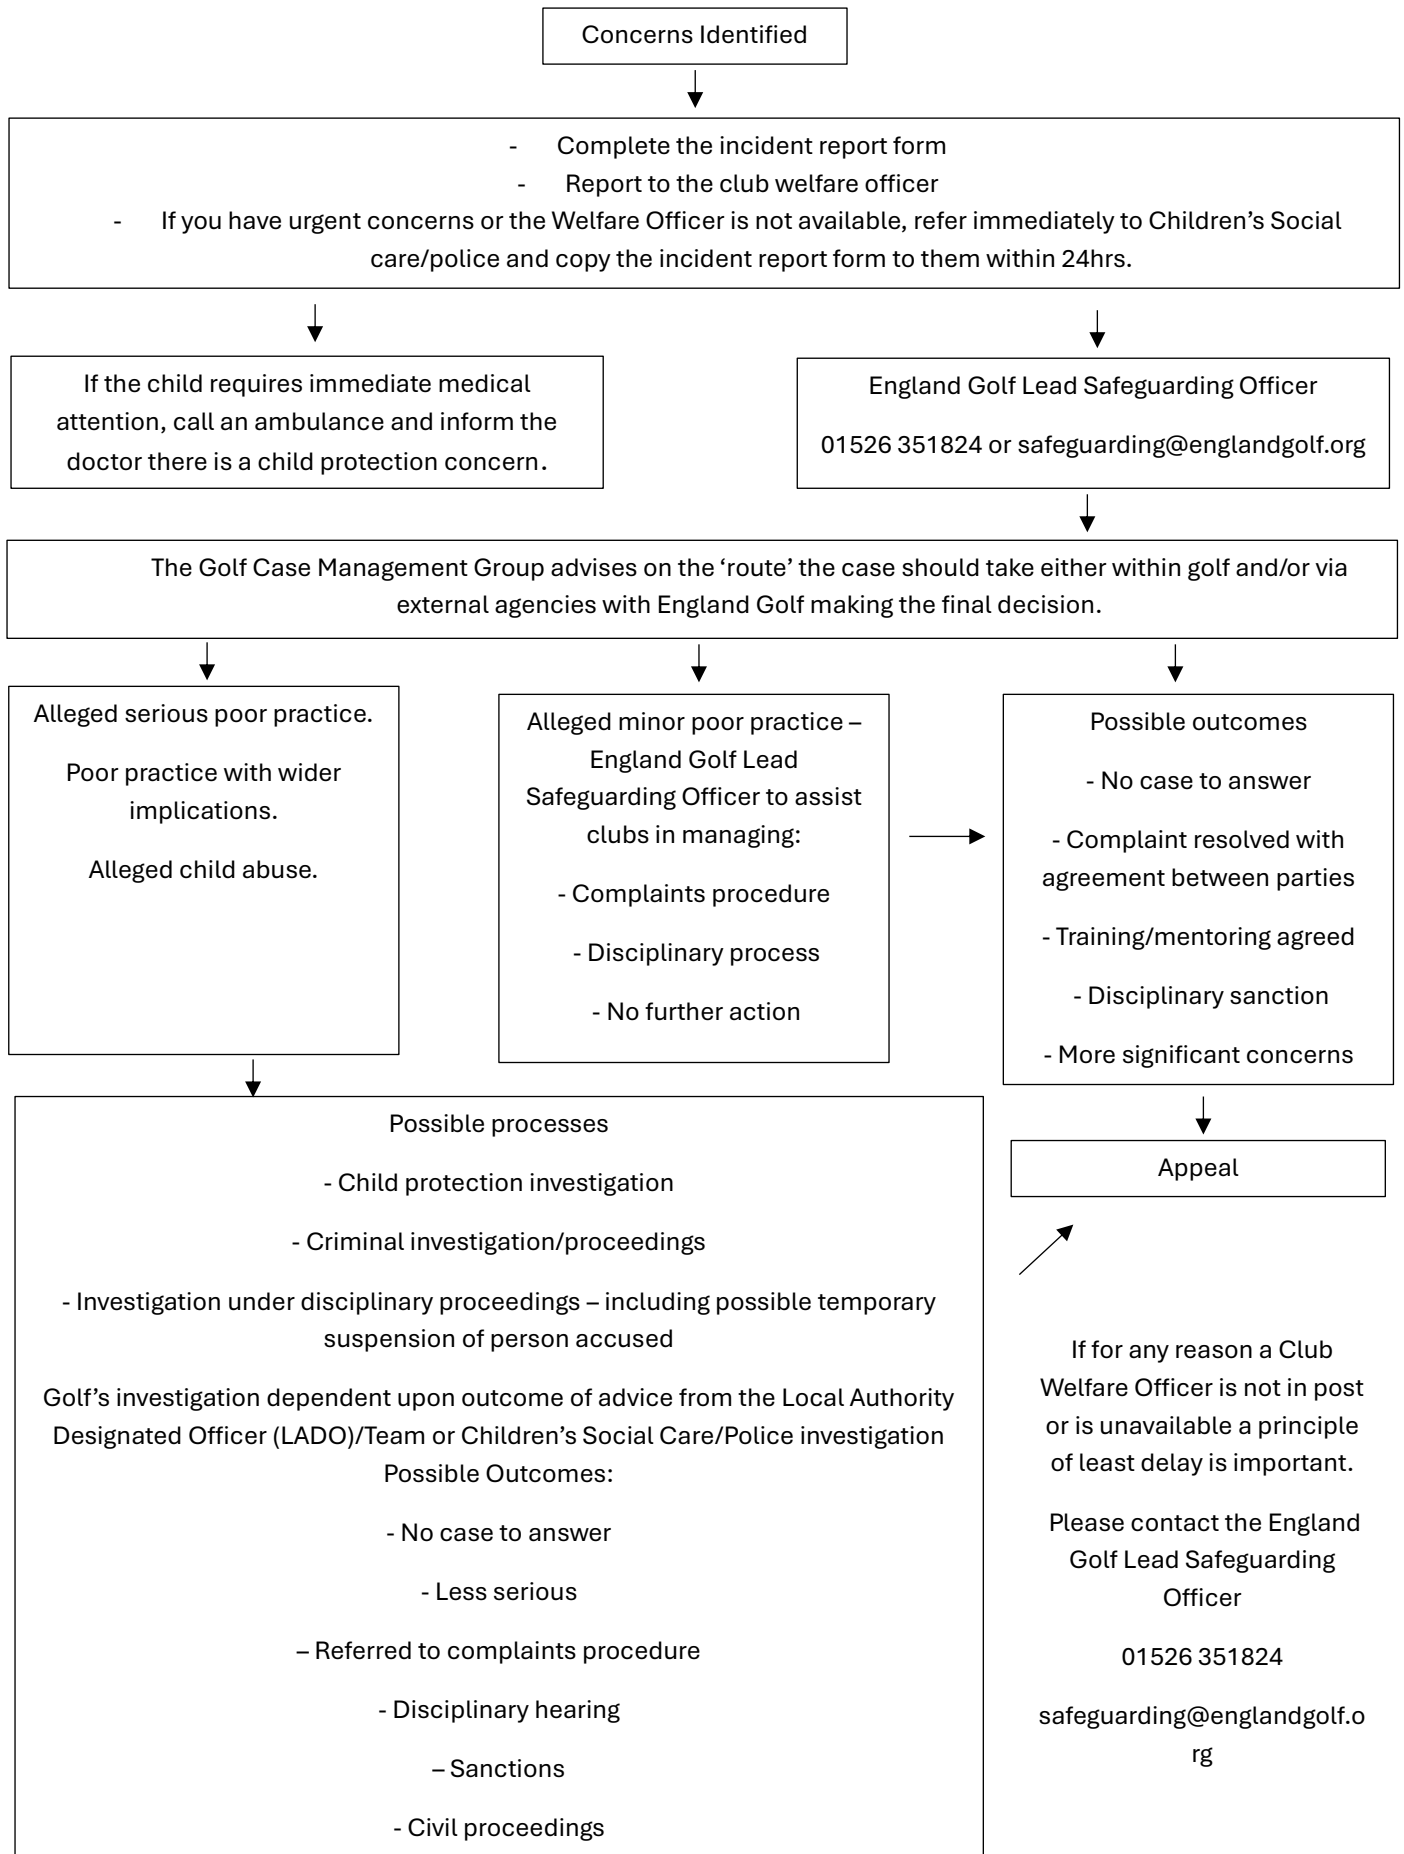 Concerns Identified
- Complete the incident report form
- Report to the club welfare officer
- If you have urgent concerns or the Welfare Officer is not available, refer immediately to Children’s Social
care/police and copy the incident report form to them within 24hrs.
If the child requires immediate medical
attention, call an ambulance and inform the
doctor there is a child protection concern.
England Golf Lead Safeguarding Officer
01526 351824 or safeguarding@englandgolf.org
The Golf Case Management Group advises on the ‘route’ the case should take either within golf and/or via
external agencies with England Golf making the final decision.
Alleged serious poor practice.
Poor practice with wider
implications.
Alleged child abuse.
Alleged minor poor practice –
England Golf Lead
Safeguarding Officer to assist
clubs in managing:
- Complaints procedure
- Disciplinary process
- No further action
Possible outcomes
- No case to answer
- Complaint resolved with
agreement between parties
- Training/mentoring agreed
- Disciplinary sanction
- More significant concerns
Possible processes
- Child protection investigation
- Criminal investigation/proceedings
- Investigation under disciplinary proceedings – including possible temporary
suspension of person accused
Golf’s investigation dependent upon outcome of advice from the Local Authority
Designated Officer (LADO)/Team or Children’s Social Care/Police investigation
Possible Outcomes:
- No case to answer
- Less serious
– Referred to complaints procedure
- Disciplinary hearing
– Sanctions
- Civil proceedings
Appeal
If for any reason a Club
Welfare Officer is not in post
or is unavailable a principle
of least delay is important.
Please contact the England
Golf Lead Safeguarding
Officer
01526 351824
safeguarding@englandgolf.o
rg